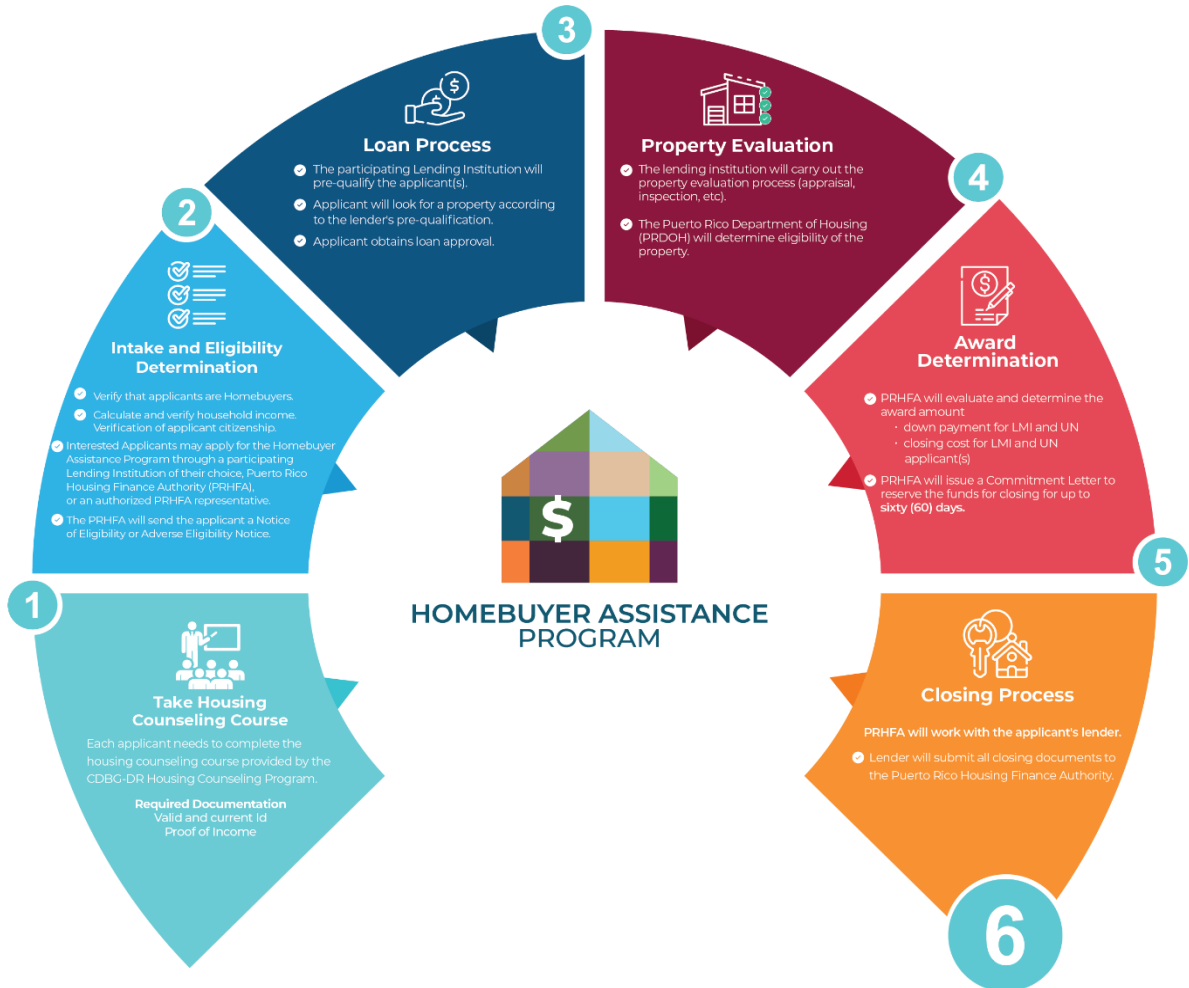 1
Take Housing
Counseling Course
Each applicant needs to complete the
housing counseling course provided by the
CDBG-DR Housing Counseling Program.
Required Documentation
Valid and current Id
Proof of Income
2
Intake and Eligibility
Determination
Verify that applicants are Homebuyers.
Calculate and verify household income.
Verification of applicant citizenship.
Interested Applicants may apply for the Homebuyer
Assistance Program through a participating
Lending Institution of their choice, Puerto Rico
Housing Finance Authority (PRHFA),
or an authorized PRHFA representative.
The PRHFA will send the applicant a Notice
of Eligibility or Adverse Eligibility Notice.
3
Loan Process
The participating Lending Institution will
pre-qualify the applicant(s).
Applicant will look for a property according
to the lender's pre-qualification.
Applicant obtains loan approval.
4
Property Evaluation
The lending institution will carry out the
property evaluation process (appraisal,
inspection, etc).
The Puerto Rico Department of Housing
(PRDOH) will determine eligibility of the
property.
5
Award
Determination
PRHFA will evaluate and determine the
award amount
· down payment for LMI and UN
· closing cost for LMI and UN
applicant(s)
PRHFA will issue a Commitment Letter to
reserve the funds for closing for up to
sixty (60) days.
6
Closing Process
PRHFA will work with the applicant's lender.
Lender will submit all closing documents to
the Puerto Rico Housing Finance Authority.
$
HOMEBUYER ASSISTANCE
PROGRAM